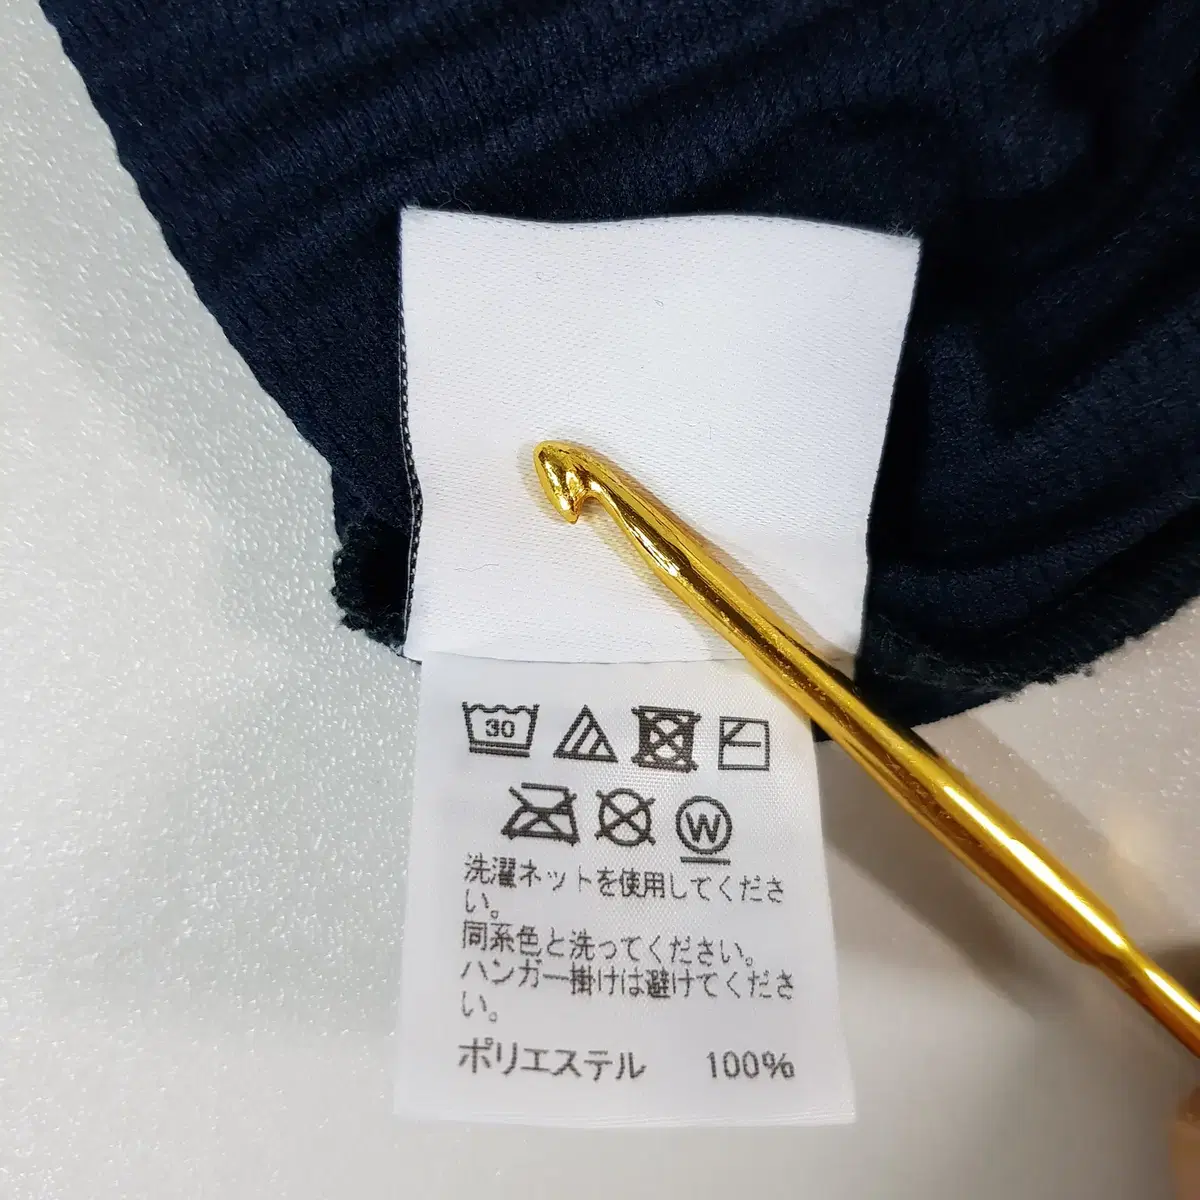 30
W
洗濯ネットを使用してくださ
い。
同系色と洗ってください。
ハンガー掛けは避けてくださ
い。
ポリエステル 100%